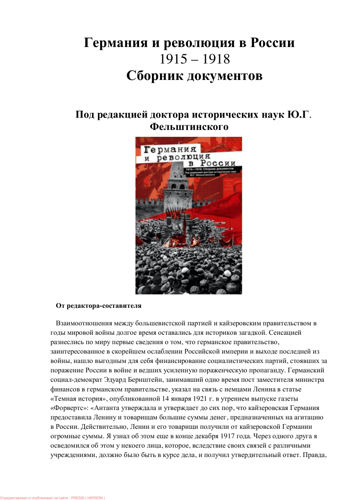 Германия и революция в России
1915 – 1918
Сборник документов
Под редакцией доктора исторических наук Ю.Г.
Фельштинского
Германия
и революция
в России
От редактора-составителя
Взаимоотношения между большевистской партией и кайзеровским правительством в
годы мировой войны долгое время оставались для историков загадкой. Сенсацией
разнеслись по миру первые сведения о том, что германское правительство,
заинтересованное в скорейшем ослаблении Российской империи и выходе последней из
войны, нашло выгодным для себя финансирование социалистических партий, стоявших за
поражение России в войне и ведших усиленную пораженческую пропаганду. Германский
социал-демократ Эдуард Бернштейн, занимавший одно время пост заместителя министра
финансов в германском правительстве, указал на связь с немцами Ленина в статье
«Темная история», опубликованной 14 января 1921 г. в утреннем выпуске газеты
«Форвертс»: «Антанта утверждала и утверждает до сих пор, что кайзеровская Германия
предоставила Ленину и товарищам большие суммы денег, предназначенных на агитацию
в России. Действительно, Ленин и его товарищи получили от кайзеровской Германии
огромные суммы. Я узнал об этом еще в конце декабря 1917 года. Через одного друга я
осведомился об этом у некоего лица, которое, вследствие своих связей с различными
учреждениями, должно было быть в курсе дела, и получил утвердительный ответ. Правда,